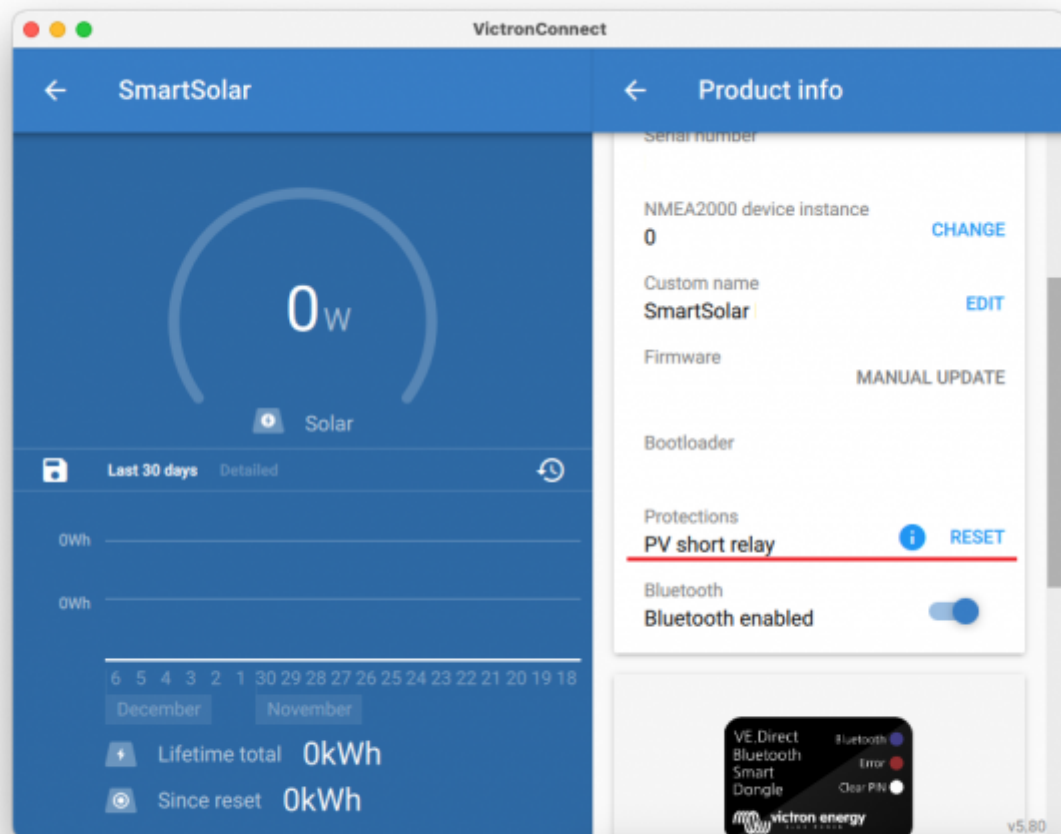 VictronConnect
SmartSolar
0W
Solar
Last 30 days Detailed
0Wh
0Wh
6 5 4 3 2 1 30 29 28 27 26 25 24 23 22 21 20 19 18
December November
Lifetime total 0kWh
Since reset 0kWh
Product info
Serial number
NMEA2000 device instance
0 CHANGE
Custom name
SmartSolar EDIT
Firmware
MANUAL UPDATE
Bootloader
Protections
PV short relay RESET
Bluetooth
Bluetooth enabled
VE.Direct
Bluetooth
Smart
Dongle
Bluetooth
Error
Clear PIN
victron energy
v5.80